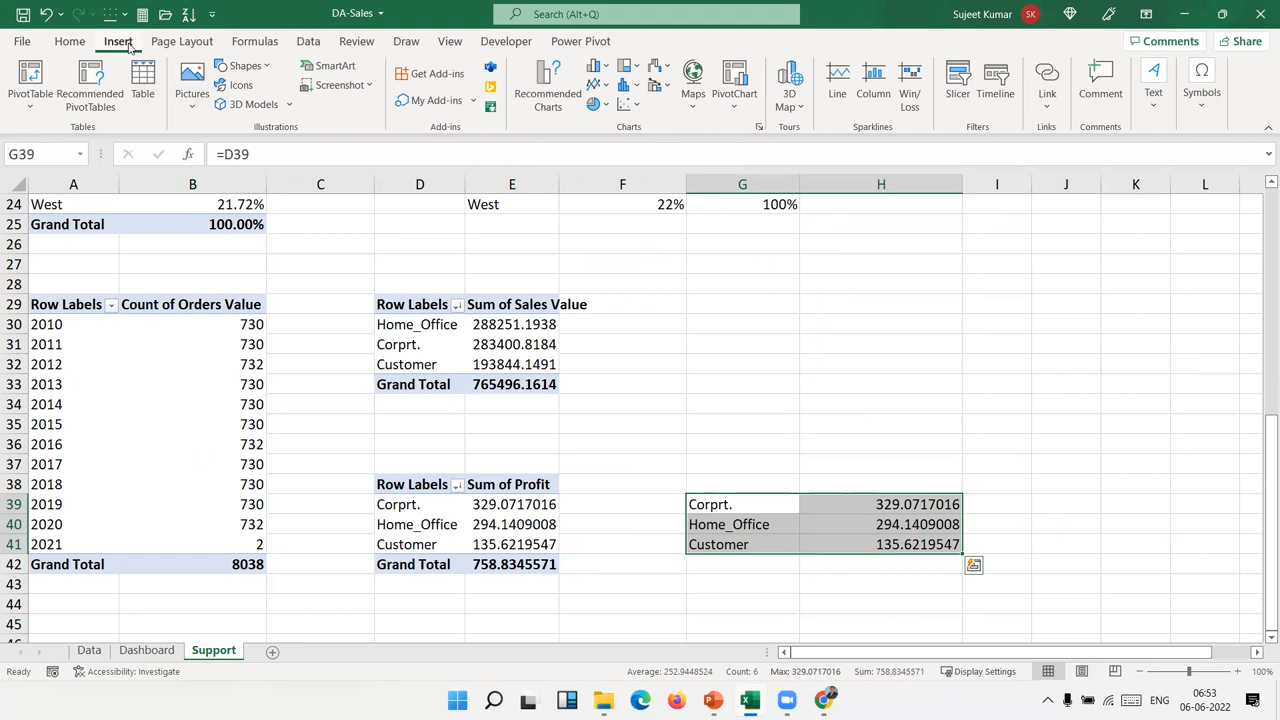 DA-Sales
Search (Alt+Q)
Sujeet Kumar
SK
File Home Insert Page Layout Formulas Data Review View Draw Developer Power Pivot
Comments Share
PivotTable
Recommended PivotTables
Table
Pictures
Shapes
Icons
3D Models
SmartArt
Screenshot
Get Add-ins
My Add-ins
Recommended Charts
Maps
PivotChart
3D Map
Line
Column
Win/Loss
Slicer
Timeline
Link
Comment
Text
Symbols
Tables Illustrations Add-ins Charts Tours Sparklines Filters Links Comments
G39 fx =D39
A B C D E F G H I J K L
24 West 21.72% West 22% 100%
25 Grand Total 100.00%
26
27
28
29 Row Labels Count of Orders Value Row Labels Sum of Sales Value
30 2010 730 Home_Office 288251.1938
31 2011 730 Corprt. 283400.8184
32 2012 732 Customer 193844.1491
33 2013 730 Grand Total 765496.1614
34 2014 730
35 2015 730
36 2016 732
37 2017 730
38 2018 730 Row Labels Sum of Profit
39 2019 730 Corprt. 329.0717016 Corprt. 329.0717016
40 2020 732 Home_Office 294.1409008 Home_Office 294.1409008
41 2021 2 Customer 135.6219547 Customer 135.6219547
42 Grand Total 8038 Grand Total 758.8345571
43
44
45
Data Dashboard Support
Ready Accessibility: Investigate Average: 252.9448524 Count: 6 Max: 329.0717016 Sum: 758.8345571 Display Settings 100%
ENG
06:53
06-06-2022